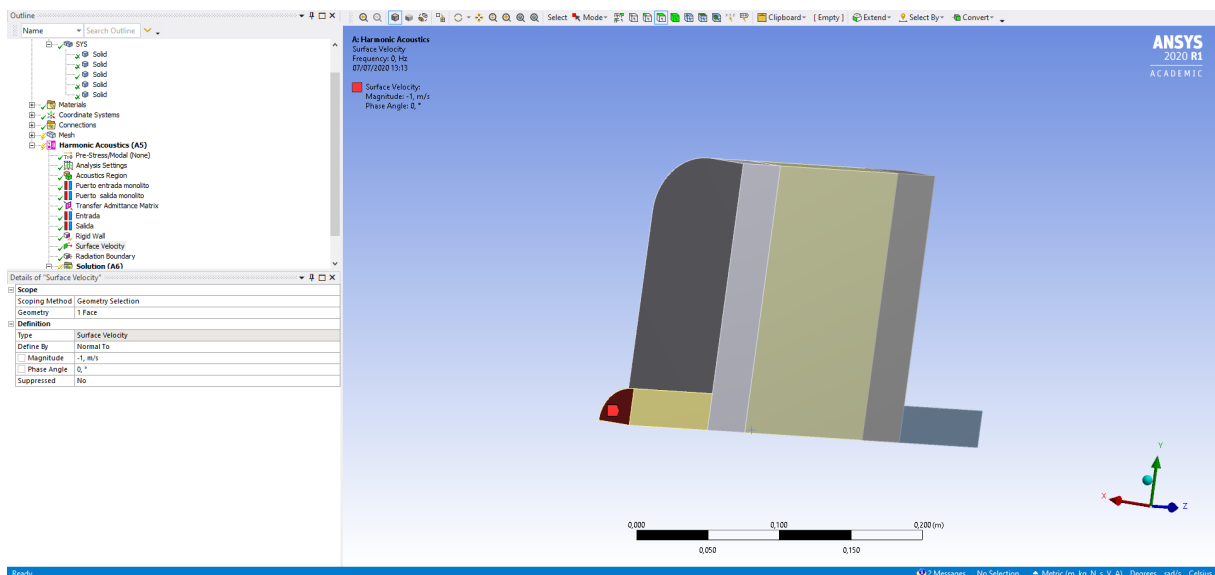 Outline
Select Mode Clipboard [ Empty ] Extend Select By Convert
Name Search Outline
SYS
Solid
Solid
Solid
Solid
Solid
Materials
Coordinate Systems
Connections
Mesh
Harmonic Acoustics (A5)
Pre-Stress/Modal (None)
Analysis Settings
Acoustics Region
Puerto entrada monolito
Puerto salida monolito
Transfer Admittance Matrix
Entrada
Salida
Rigid Wall
Surface Velocity
Radiation Boundary
Solution (A6)
Details of "Surface Velocity"
Scope
Scoping Method Geometry Selection
Geometry 1 Face
Definition
Type Surface Velocity
Define By Normal To
Magnitude -1, m/s
Phase Angle 0, °
Suppressed No
A: Harmonic Acoustics
Surface Velocity
Frequency: 0, Hz
07/07/2020 13:13
Surface Velocity:
Magnitude: -1, m/s
Phase Angle: 0, °
ANSYS
2020 R1
ACADEMIC
Y
X
Z
0,000 0,100 0,200 (m)
0,050 0,150
Ready 2 Messages No Selection Metric (m, kg, N, s, V, A) Degrees rad/s Celsius